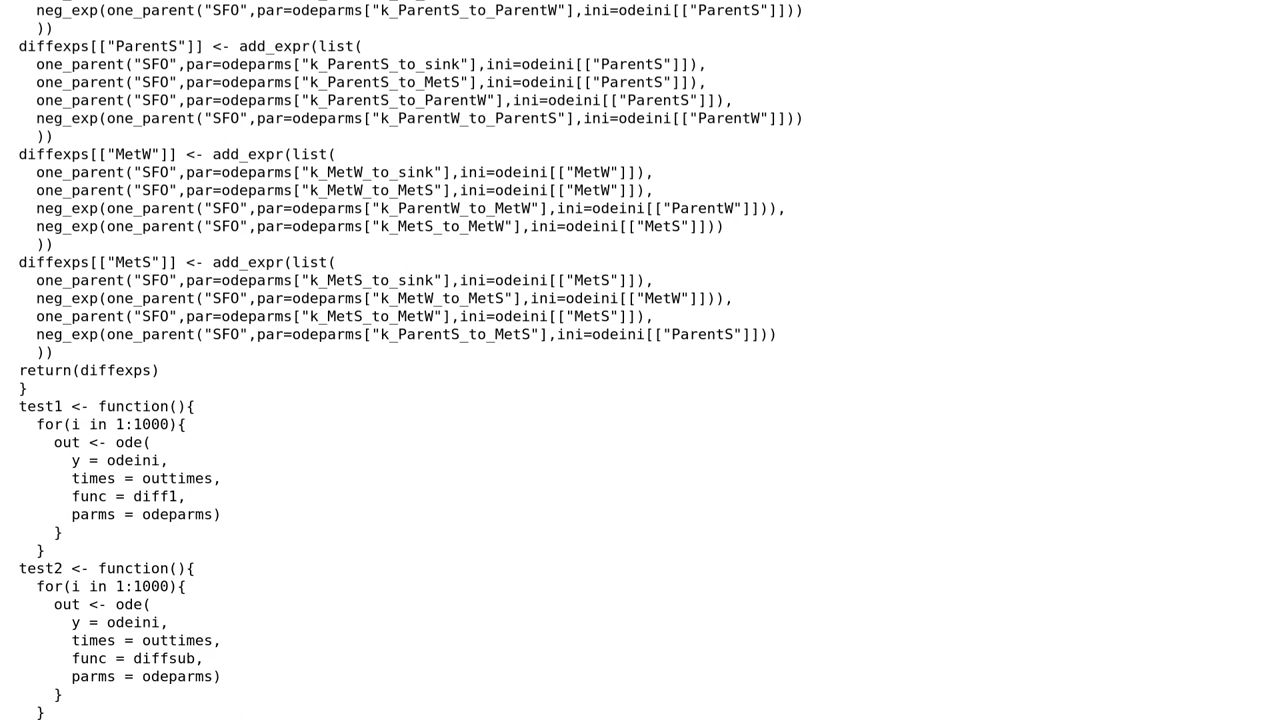 neg_exp(one_parent("SFO",par=odeparms["k_ParentS_to_ParentW"],ini=odeini[["ParentS"]]))
))
diffexps[["ParentS"]] <- add_expr(list(
one_parent("SFO",par=odeparms["k_ParentS_to_sink"],ini=odeini[["ParentS"]]),
one_parent("SFO",par=odeparms["k_ParentS_to_MetS"],ini=odeini[["ParentS"]]),
one_parent("SFO",par=odeparms["k_ParentS_to_ParentW"],ini=odeini[["ParentS"]]),
neg_exp(one_parent("SFO",par=odeparms["k_ParentW_to_ParentS"],ini=odeini[["ParentW"]]))
))
diffexps[["MetW"]] <- add_expr(list(
one_parent("SFO",par=odeparms["k_MetW_to_sink"],ini=odeini[["MetW"]]),
one_parent("SFO",par=odeparms["k_MetW_to_MetS"],ini=odeini[["MetW"]]),
neg_exp(one_parent("SFO",par=odeparms["k_ParentW_to_MetW"],ini=odeini[["ParentW"]])),
neg_exp(one_parent("SFO",par=odeparms["k_MetS_to_MetW"],ini=odeini[["MetS"]]))
))
diffexps[["MetS"]] <- add_expr(list(
one_parent("SFO",par=odeparms["k_MetS_to_sink"],ini=odeini[["MetS"]]),
neg_exp(one_parent("SFO",par=odeparms["k_MetW_to_MetS"],ini=odeini[["MetW"]])),
one_parent("SFO",par=odeparms["k_MetS_to_MetW"],ini=odeini[["MetS"]]),
neg_exp(one_parent("SFO",par=odeparms["k_ParentS_to_MetS"],ini=odeini[["ParentS"]]))
))
return(diffexps)
}
test1 <- function(){
for(i in 1:1000){
out <- ode(
y = odeini,
times = outtimes,
func = diff1,
parms = odeparms)
}
}
test2 <- function(){
for(i in 1:1000){
out <- ode(
y = odeini,
times = outtimes,
func = diffsub,
parms = odeparms)
}
}